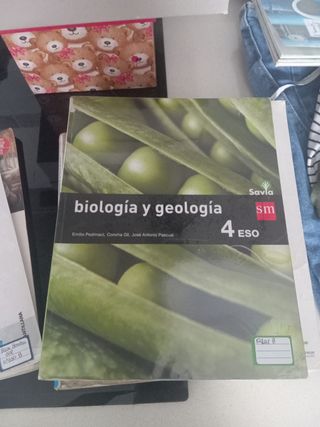 Savia
biología y geología
sm
Emilio Pedrinaci, Concha Gil, José Antonio Pascual
4 ESO